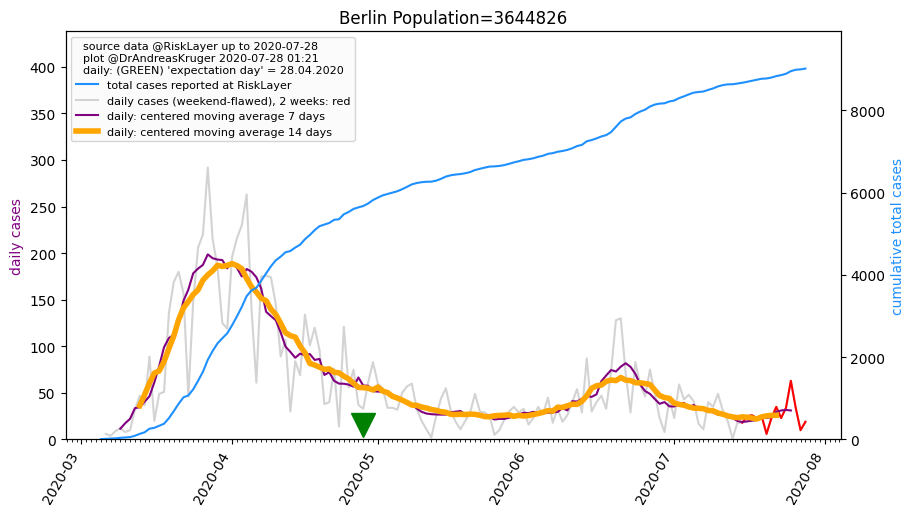 Berlin Population=3644826
source data @RiskLayer up to 2020-07-28
plot @DrAndreasKruger 2020-07-28 01:21
daily: (GREEN) 'expectation day' = 28.04.2020
total cases reported at RiskLayer
daily cases (weekend-flawed), 2 weeks: red
daily: centered moving average 7 days
daily: centered moving average 14 days
daily cases
400
350
300
250
200
150
100
50
0
cumulative total cases
8000
6000
4000
2000
0
2020-03
2020-04
2020-05
2020-06
2020-07
2020-08